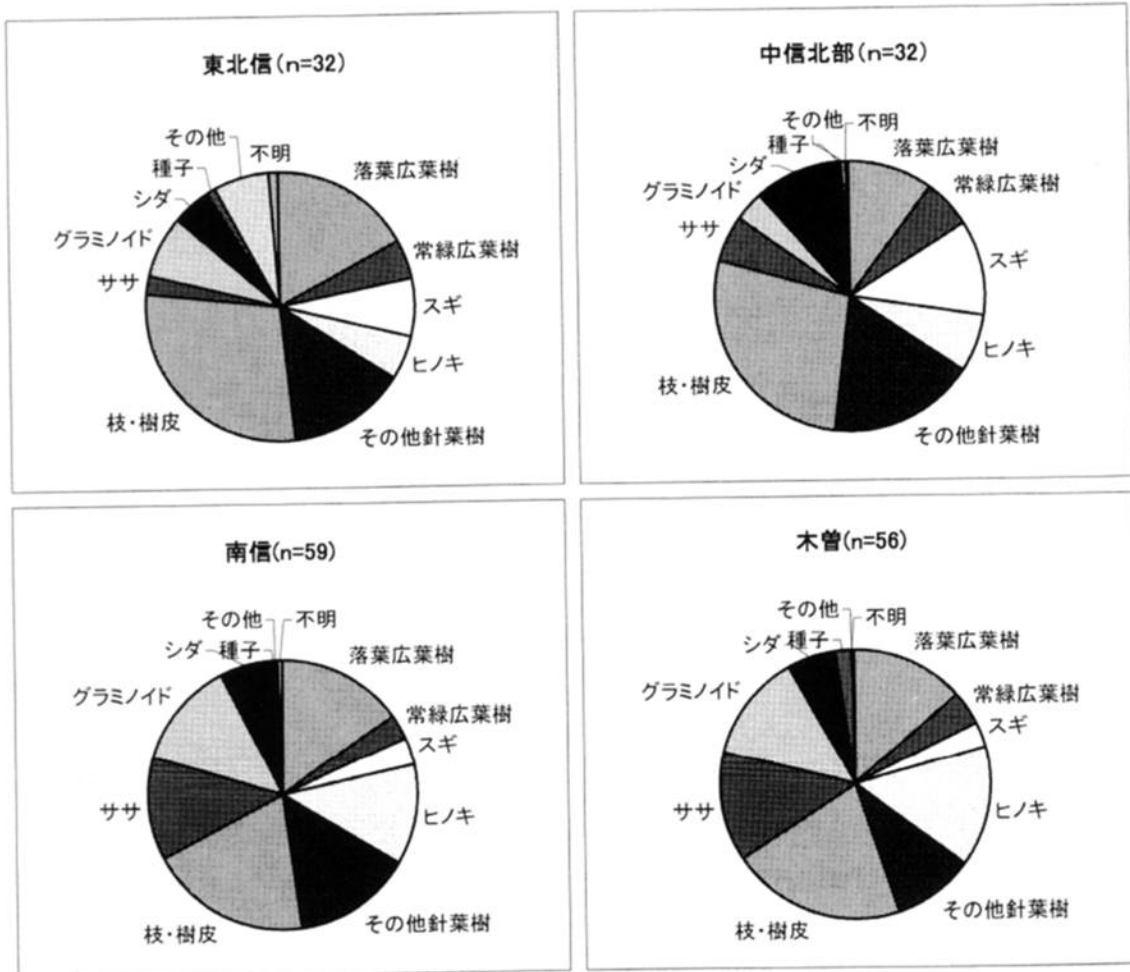 東北信(n=32)
その他
不明
種子
落葉広葉樹
シダ
グラミノイド
常緑広葉樹
ササ
スギ
ヒノキ
枝・樹皮
その他針葉樹
中信北部(n=32)
その他
不明
種子
落葉広葉樹
シダ
常緑広葉樹
グラミノイド
ササ
スギ
ヒノキ
枝・樹皮
その他針葉樹
南信(n=59)
その他
不明
シダ
種子
落葉広葉樹
グラミノイド
常緑広葉樹
スギ
ササ
ヒノキ
その他針葉樹
枝・樹皮
木曽(n=56)
その他
不明
シダ
種子
落葉広葉樹
グラミノイド
常緑広葉樹
スギ
ササ
ヒノキ
その他針葉樹
枝・樹皮